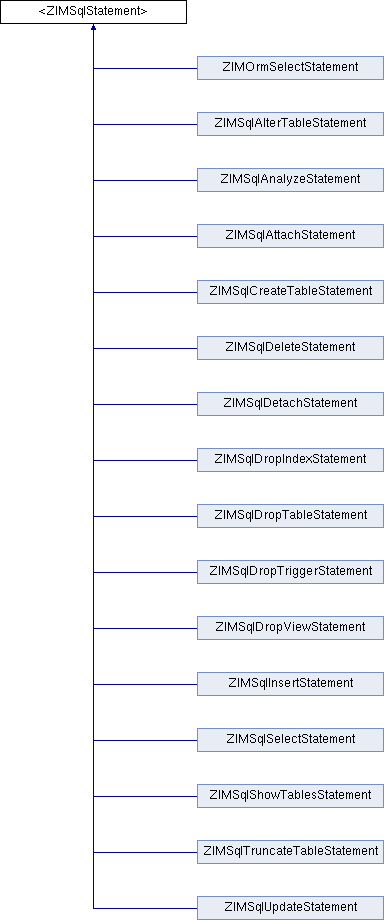 <ZIMSqlStatement>
ZIMOrmSelectStatement
ZIMSqlAlterTableStatement
ZIMSqlAnalyzeStatement
ZIMSqlAttachStatement
ZIMSqlCreateTableStatement
ZIMSqlDeleteStatement
ZIMSqlDetachStatement
ZIMSqlDropIndexStatement
ZIMSqlDropTableStatement
ZIMSqlDropTriggerStatement
ZIMSqlDropViewStatement
ZIMSqlInsertStatement
ZIMSqlSelectStatement
ZIMSqlShowTablesStatement
ZIMSqlTruncateTableStatement
ZIMSqlUpdateStatement